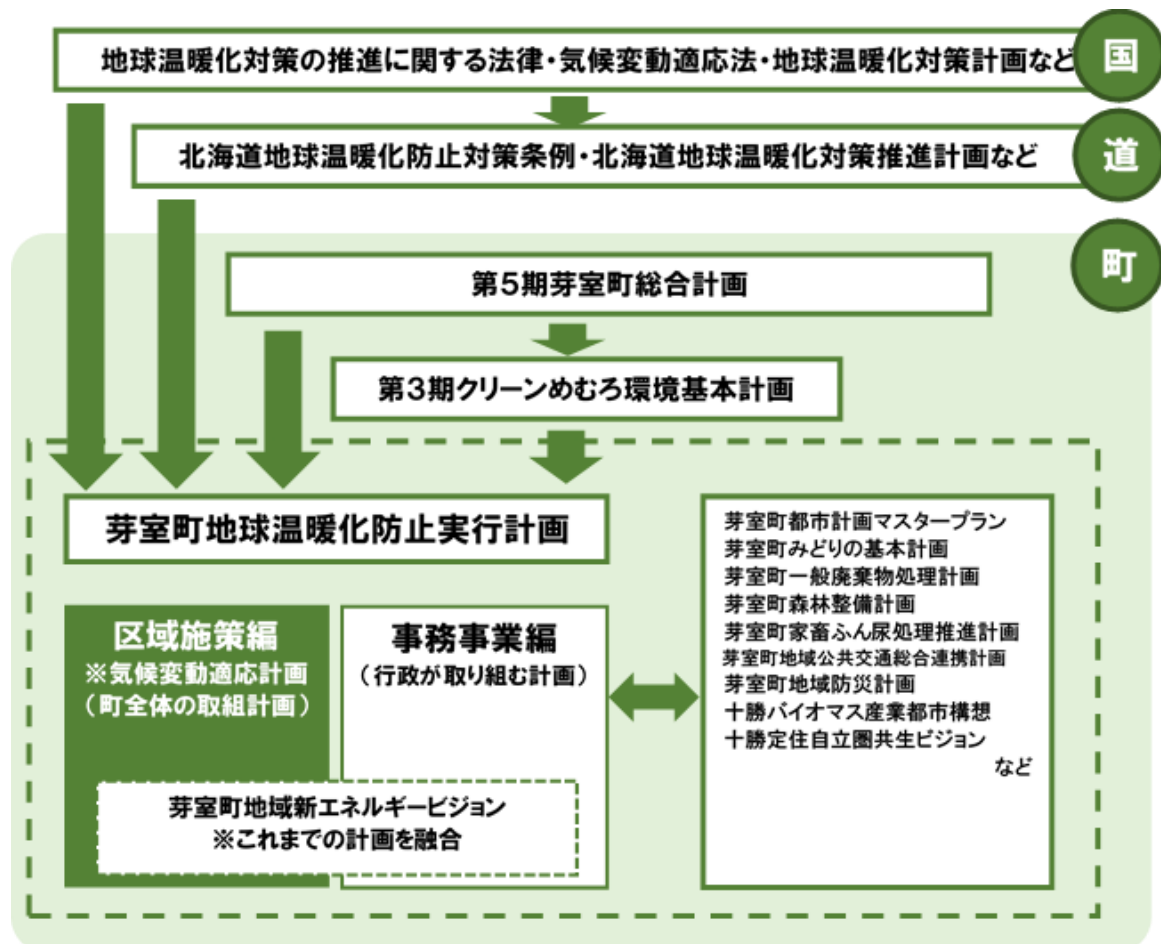 地球温暖化対策の推進に関する法律・気候変動適応法・地球温暖化対策計画など
国
北海道地球温暖化防止対策条例・北海道地球温暖化対策推進計画など
道
町
第5期芽室町総合計画
第3期クリーンめむろ環境基本計画
芽室町地球温暖化防止実行計画
区域施策編
※気候変動適応計画
（町全体の取組計画）
事務事業編
（行政が取り組む計画）
芽室町地域新エネルギービジョン
※これまでの計画を融合
芽室町都市計画マスタープラン
芽室町みどりの基本計画
芽室町一般廃棄物処理計画
芽室町森林整備計画
芽室町家畜ふん尿処理推進計画
芽室町地域公共交通総合連携計画
芽室町地域防災計画
十勝バイオマス産業都市構想
十勝定住自立圏共生ビジョン
など